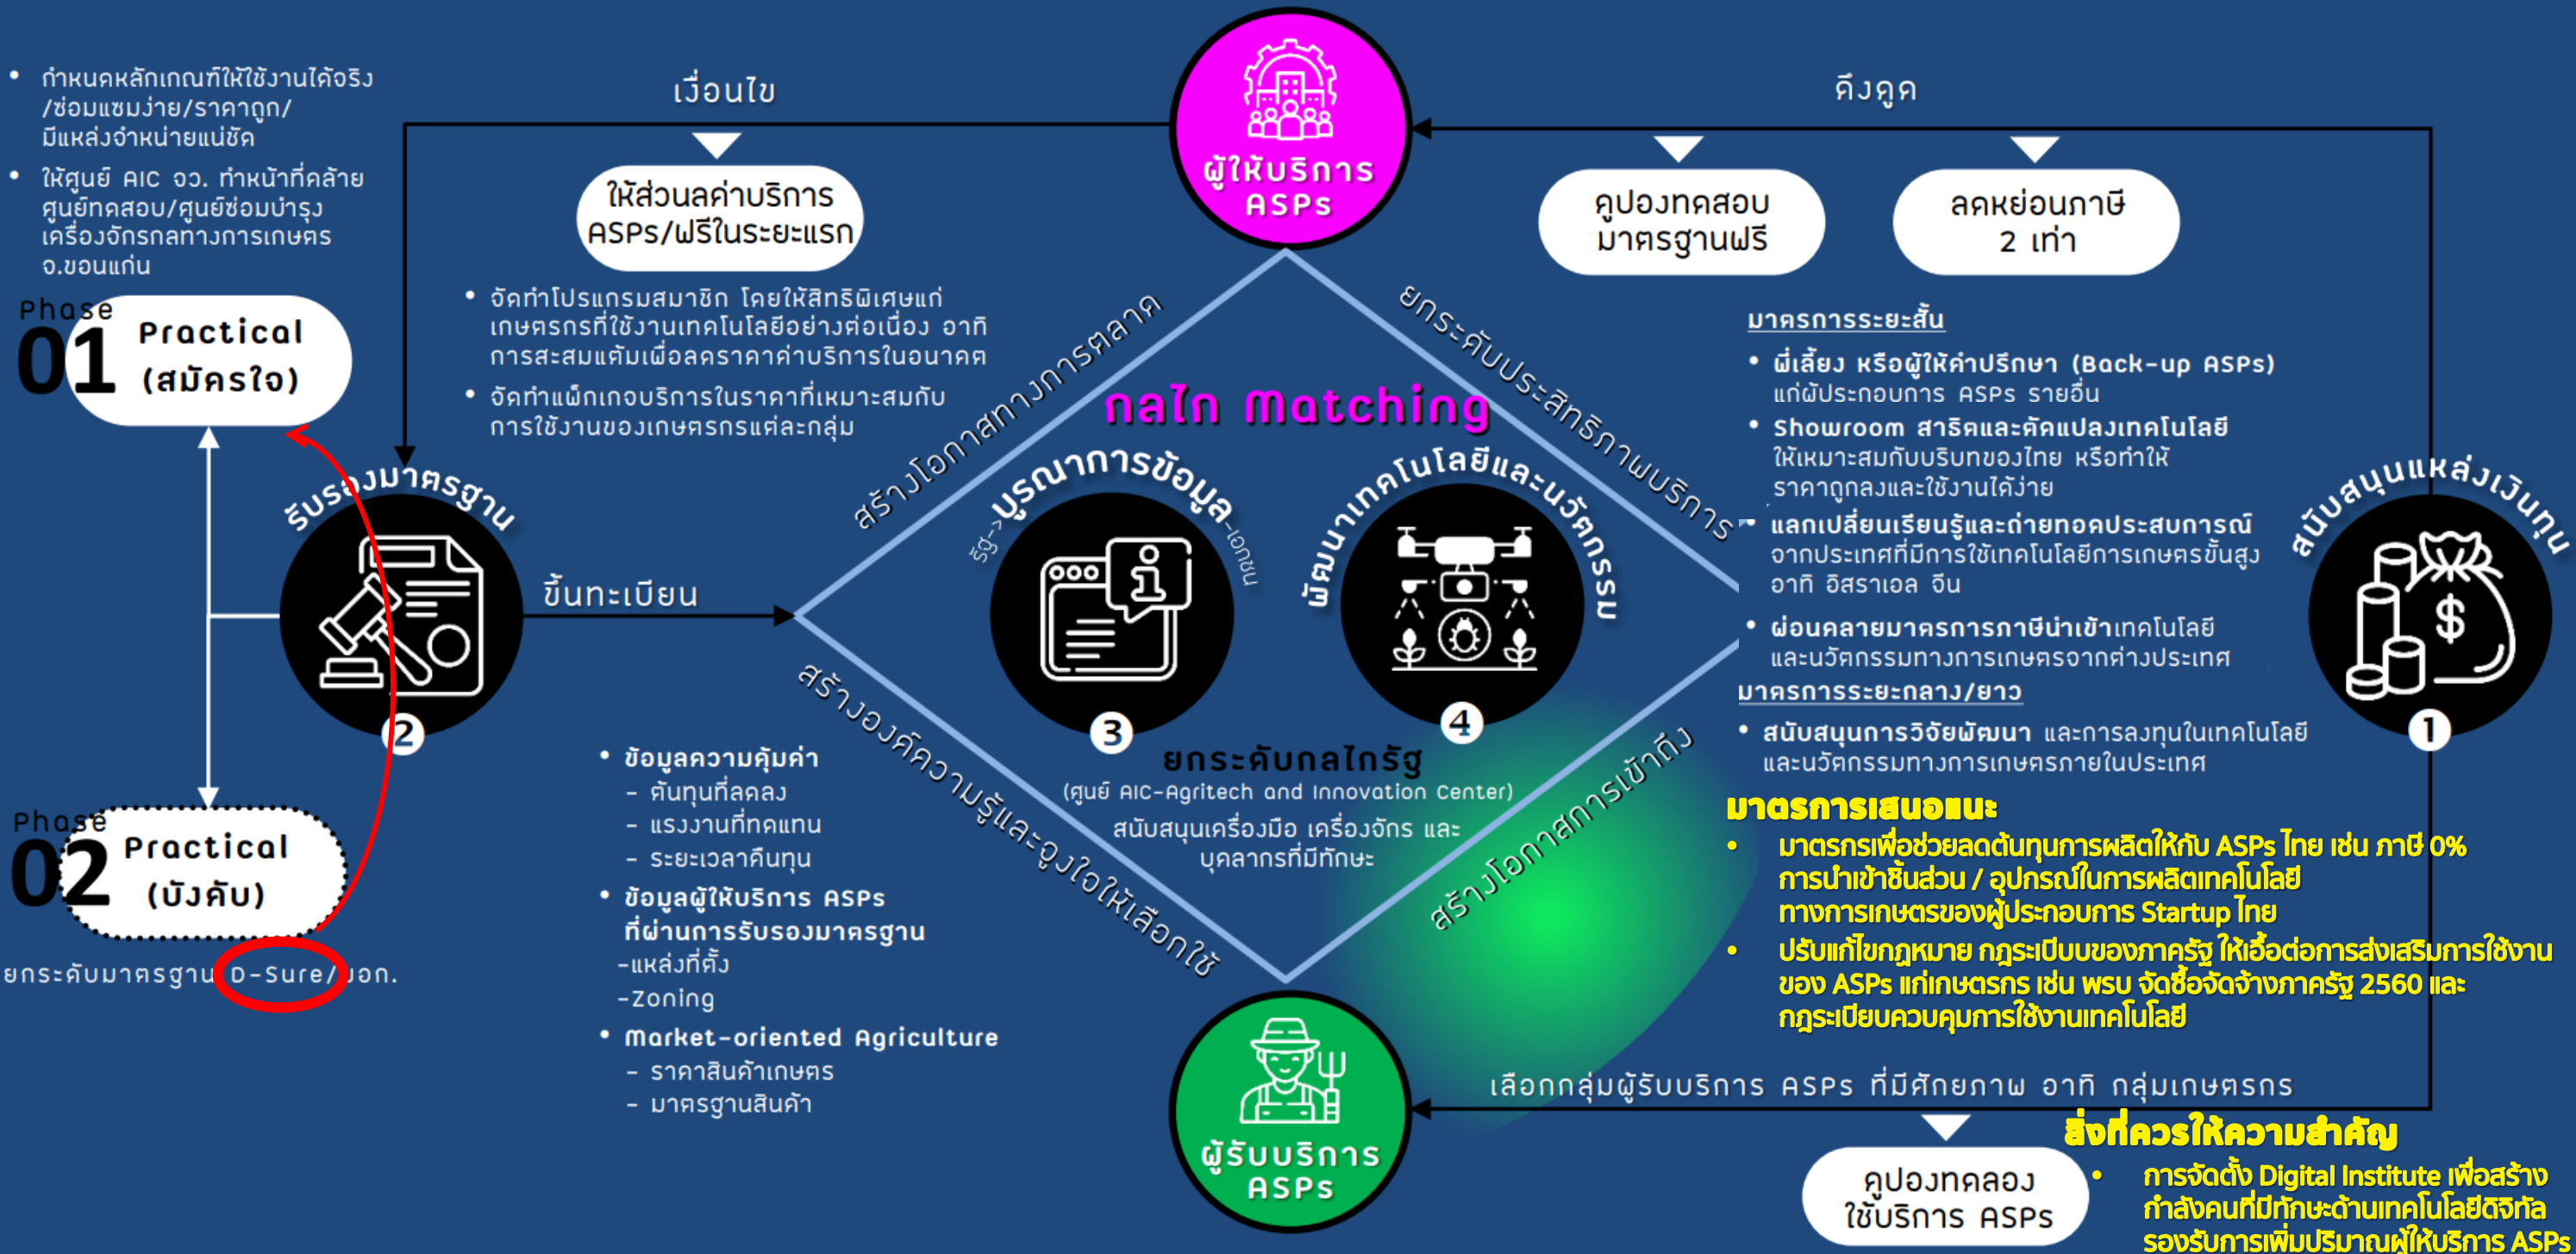 • กำหนดหลักเกณฑ์ให้ใช้งานได้จริง
/ซ่อมแซมง่าย/ราคาถูก/
มีแหล่งจำหน่ายแน่ชัด
• ให้ศูนย์ AIC จว. ทำหน้าที่คล้าย
ศูนย์ทดสอบ/ศูนย์ซ่อมบำรุง
เครื่องจักรกลทางการเกษตร
จ.ขอนแก่น
Phase
01
Practical
(สมัครใจ)
Phase
02
Practical
(บังคับ)
ยกระดับมาตรฐาน D-Sure/มอก.
เงื่อนไข
ให้ส่วนลค่าบริการ
ASPs/ฟรีในระยะแรก
• จัดทำโปรแกรมสมาชิก โดยให้สิทธิพิเศษแก่
เกษตรกรที่ใช้งานเทคโนโลยีอย่างต่อเนื่อง อาทิ
การสะสมแต้มเพื่อลดราคาค่าบริการในอนาคต
• จัดทำแพ็กเกจบริการในราคาที่เหมาะสมกับ
การใช้งานของเกษตรกรแต่ละกลุ่ม
รับรองมาตรฐาน
2
ขึ้นทะเบียน
• ข้อมูลความคุ้มค่า
- ต้นทุนที่ลดลง
- แรงงานที่ทดแทน
- ระยะเวลาคืนทุน
• ข้อมูลผู้ให้บริการ ASPs
ที่ผ่านการรับรองมาตรฐาน
-แหล่งที่ตั้ง
-Zoning
• Market-oriented Agriculture
- ราคาสินค้าเกษตร
- มาตรฐานสินค้า
ผู้ให้บริการ
ASPs
สร้างโอกาสทางการตลาด
ยกระดับประสิทธิภาพบริการ
กลไก Matching
รัฐ-> บูรณาการข้อมูล -เอกชน
3
พัฒนาเทคโนโลยีและนวัตกรรม
4
ยกระดับกลไกรัฐ
(ศูนย์ AIC-Agritech and Innovation Center)
สนับสนุนเครื่องมือ เครื่องจักร และ
บุคลากรที่มีทักษะ
สร้างองค์ความรู้และจูงใจให้เลือกใช้
สร้างโอกาสการเข้าถึง
ผู้รับบริการ
ASPs
ดึงดูด
คูปองทดสอบ
มาตรฐานฟรี
ลดหย่อนภาษี
2 เท่า
มาตรการระยะสั้น
• พี่เลี้ยง หรือผู้ให้คำปรึกษา (Back-up ASPs)
แก่ผู้ประกอบการ ASPs รายอื่น
• Showroom สาธิตและดัดแปลงเทคโนโลยี
ให้เหมาะสมกับบริบทของไทย หรือทำให้
ราคาถูกลงและใช้งานได้ง่าย
• แลกเปลี่ยนเรียนรู้และถ่ายทอดประสบการณ์
จากประเทศที่มีการใช้เทคโนโลยีการเกษตรขั้นสูง
อาทิ อิสราเอล จีน
• ผ่อนคลายมาตรการภาษีนำเข้าเทคโนโลยี
และนวัตกรรมทางการเกษตรจากต่างประเทศ
มาตรการระยะกลาง/ยาว
• สนับสนุนการวิจัยพัฒนา และการลงทุนในเทคโนโลยี
และนวัตกรรมทางการเกษตรภายในประเทศ
สนับสนุนแหล่งเงินทุน
1
มาตรการเสนอแนะ
• มาตรกรเพื่อช่วยลดต้นทุนการผลิตให้กับ ASPs ไทย เช่น ภาษี 0%
การนำเข้าชิ้นส่วน / อุปกรณ์ในการผลิตเทคโนโลยี
ทางการเกษตรของผู้ประกอบการ Startup ไทย
• ปรับแก้ไขกฎหมาย กฎระเบียบของภาครัฐ ให้เอื้อต่อการส่งเสริมการใช้งาน
ของ ASPs แก่เกษตรกร เช่น พรบ จัดซื้อจัดจ้างภาครัฐ 2560 และ
กฎระเบียบควบคุมการใช้งานเทคโนโลยี
เลือกกลุ่มผู้รับบริการ ASPs ที่มีศักยภาพ อาทิ กลุ่มเกษตรกร
คูปองทดลอง
ใช้บริการ ASPs
สิ่งที่ควรให้ความสำคัญ
• การจัดตั้ง Digital Institute เพื่อสร้าง
กำลังคนที่มีทักษะด้านเทคโนโลยีดิจิทัล
รองรับการเพิ่มปริมาณผู้ให้บริการ ASPs